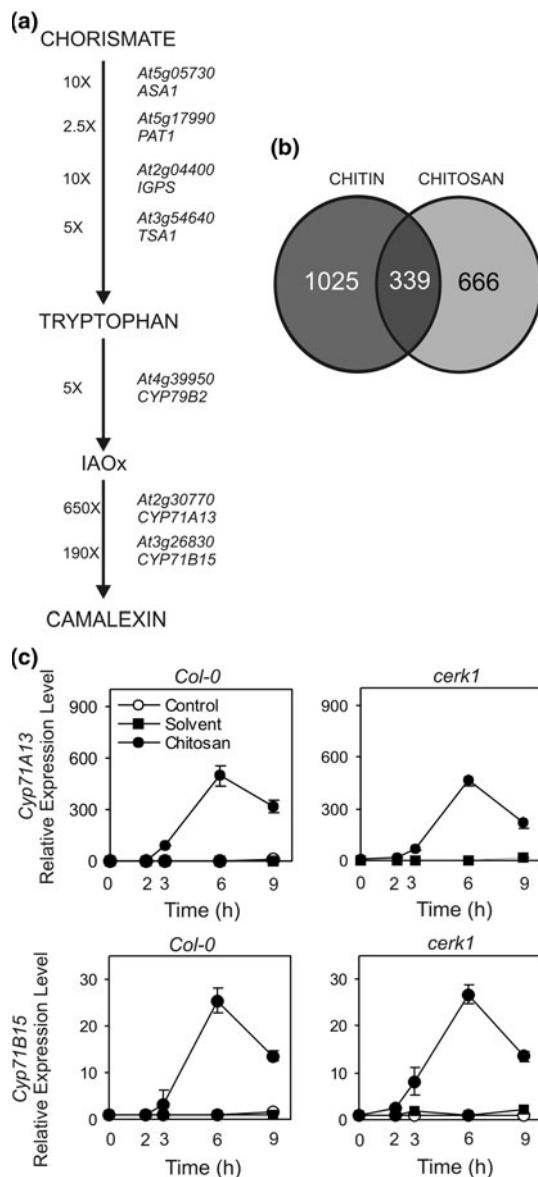 (a)
CHORISMATE
10X
At5g05730
ASA1
2.5X
At5g17990
PAT1
10X
At2g04400
IGPS
5X
At3g54640
TSA1
TRYPTOPHAN
5X
At4g39950
CYP79B2
IAOx
650X
At2g30770
CYP71A13
190X
At3g26830
CYP71B15
CAMALEXIN
(b)
CHITIN CHITOSAN
1025 339 666
(c)
Col-0
Cyp71A13
Relative Expression Level
900
600
300
0
Control
Solvent
Chitosan
0 2 3 6 9
Time (h)
cerk1
900
600
300
0
0 2 3 6 9
Time (h)
Col-0
Cyp71B15
Relative Expression Level
30
20
10
0
0 2 3 6 9
Time (h)
cerk1
30
20
10
0
0 2 3 6 9
Time (h)